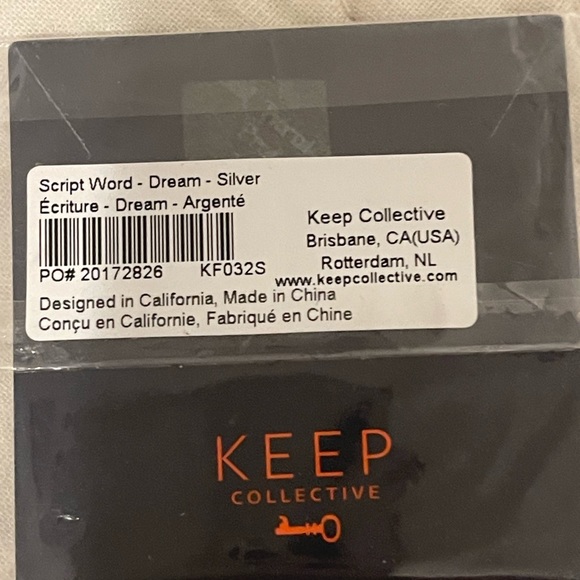 Script Word - Dream - Silver
Écriture - Dream - Argenté
PO# 20172826 KF032S
Keep Collective
Brisbane, CA(USA)
Rotterdam, NL
www.keepcollective.com
Designed in California, Made in China
Conçu en Californie, Fabriqué en Chine
KEEP
COLLECTIVE